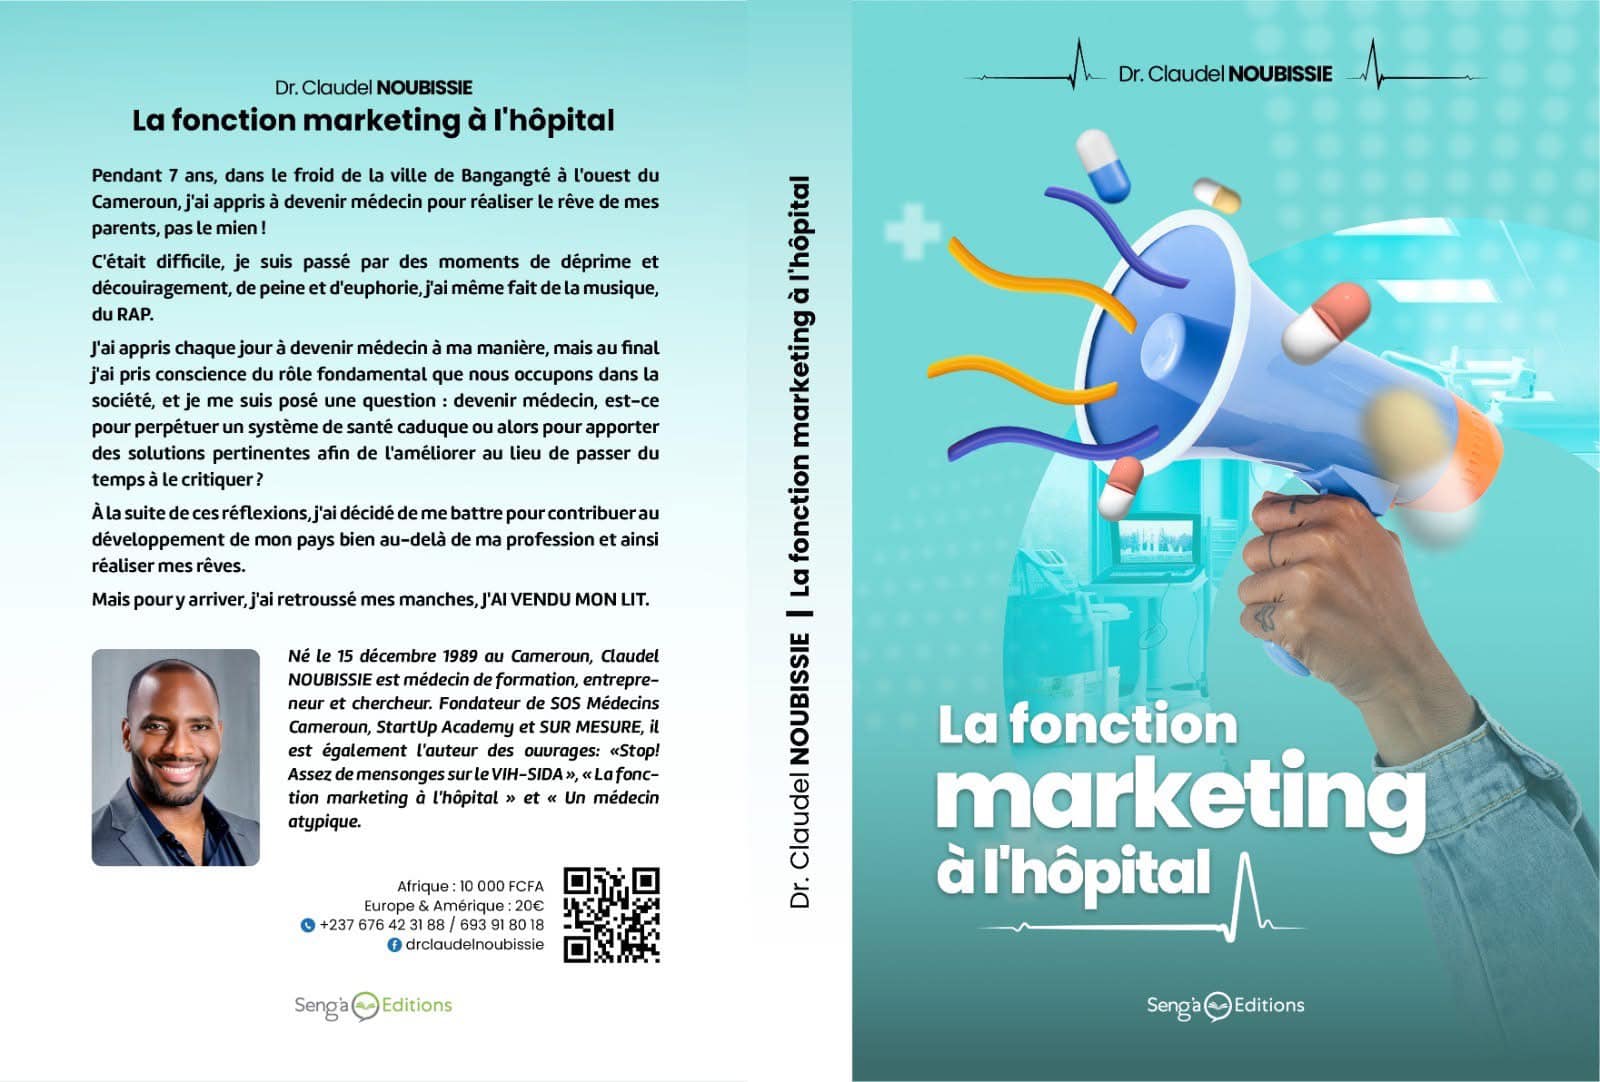 Dr. Claudel NOUBISSIE
La fonction marketing à l'hôpital
Pendant 7 ans, dans le froid de la ville de Bangangté à l'ouest du
Cameroun, j'ai appris à devenir médecin pour réaliser le rêve de mes
parents, pas le mien !
C'était difficile, je suis passé par des moments de déprime et
découiragement, de peine et d'euphorie, j'ai même fait de la musique,
du RAP.
J'ai appris chaque jour à devenir médecin à ma manière, mais au final
j'ai pris conscience du rôle fondamental que nous occupons dans la
société, et je me suis posé une question : devenir médecin, est-ce
pour perpétuer un système de santé caduque ou alors pour apporter
des solutions pertinentes afin de l'améliorer au lieu de passer du
temps à le critiquer ?
À la suite de ces réflexions, j'ai décidé de me battre pour contribuer au
développement de mon pays bien au-delà de ma profession et ainsi
réaliser mes rêves.
Mais pour y arriver, j'ai retroussé mes manches, J'AI VENDU MON LIT.
Né le 15 décembre 1989 au Cameroun, Claudel
NOUBISSIE est médecin de formation, entrepre-
neur et chercheur. Fondateur de SOS Médecins
Cameroun, StartUp Academy et SUR MESURE, il
est également l'auteur des ouvrages: «Stop!
Assez de mensonges sur le VIH-SIDA », « La fonc-
tion marketing à l'hôpital » et « Un médecin
atypique.
Afrique : 10 000 FCFA
Europe & Amérique : 20€
+237 676 42 31 88 / 693 91 80 18
drclaudelnoubissie
Seng'a Editions
Dr. Claudel NOUBISSIE | La fonction marketing à l'hôpital
Dr. Claudel NOUBISSIE
La fonction
marketing
à l'hôpital
Seng'a Editions